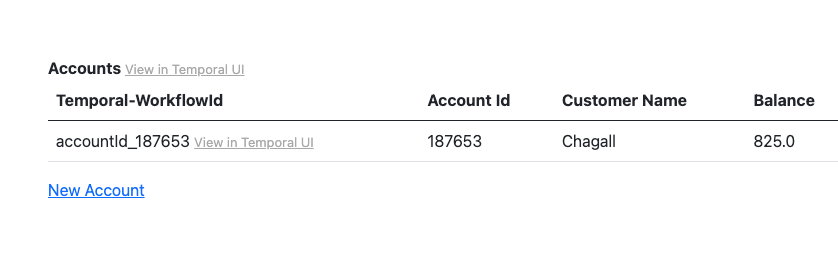 Accounts View in Temporal UI
Temporal-WorkflowId Account Id Customer Name Balance
accountId_187653 View in Temporal UI 187653 Chagall 825.0
New Account